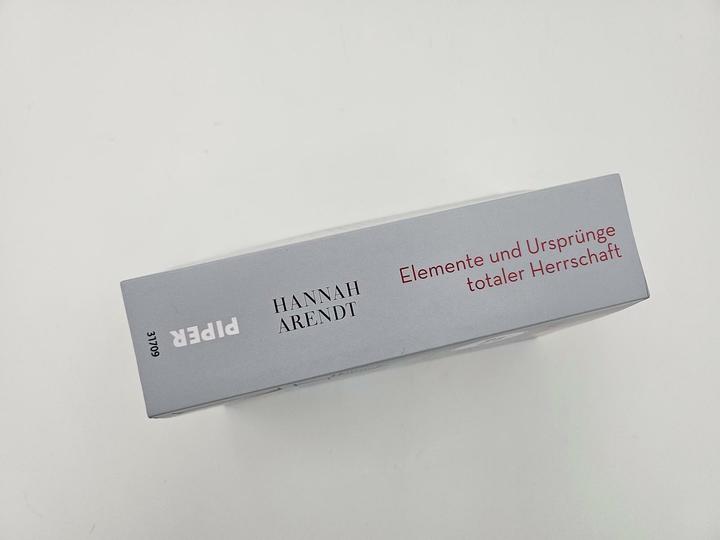 31709
PIPER
HANNAH
ARENDT
Elemente und Ursprünge
totaler Herrschaft